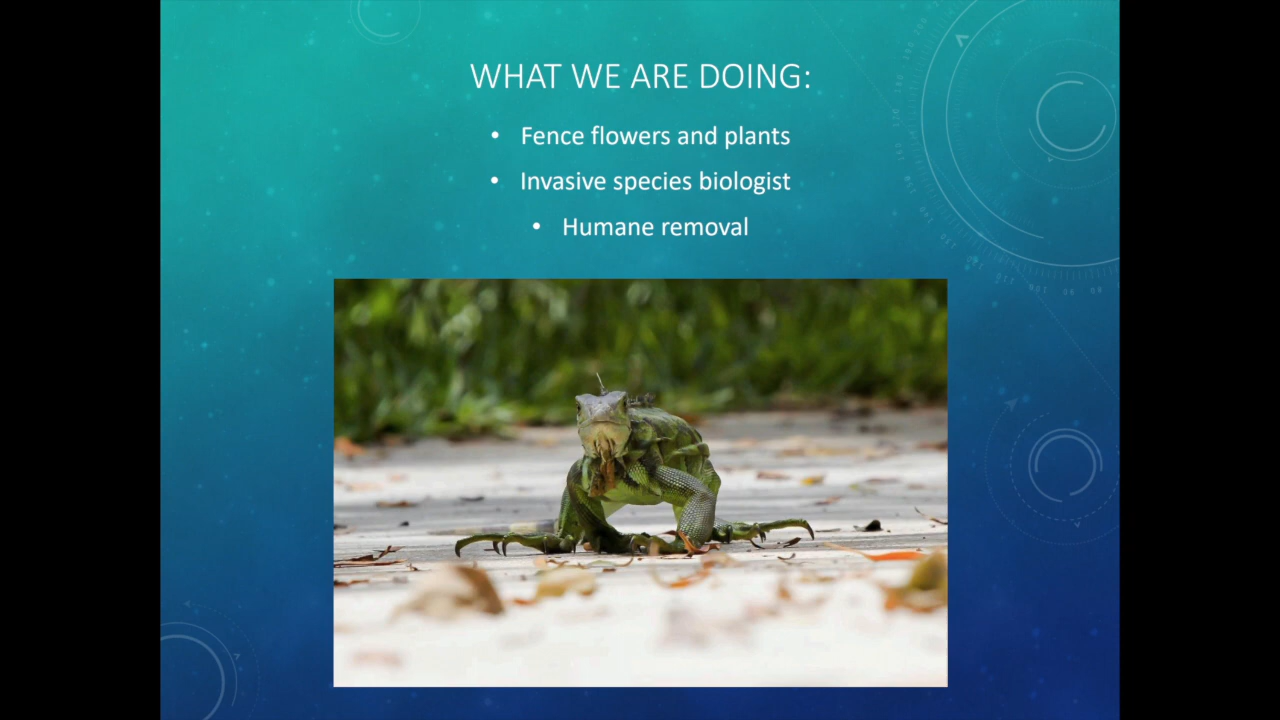 WHAT WE ARE DOING:
• Fence flowers and plants
• Invasive species biologist
• Humane removal